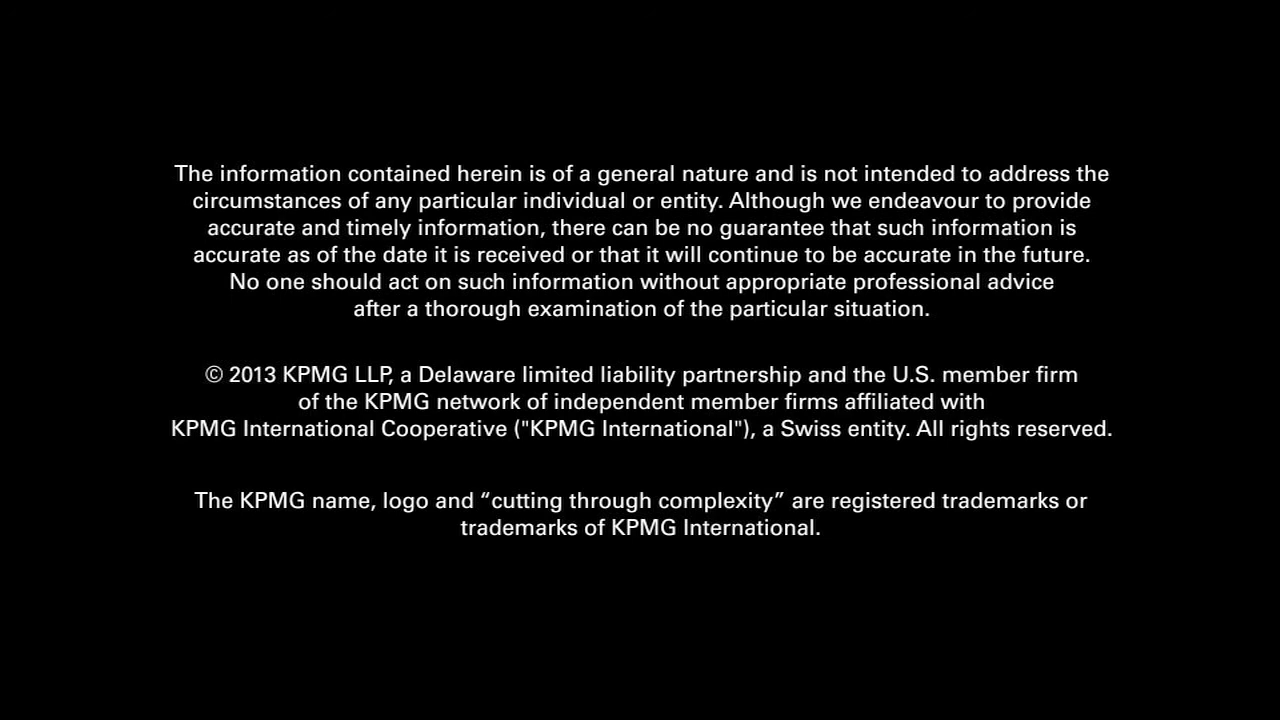 The information contained herein is of a general nature and is not intended to address the
circumstances of any particular individual or entity. Although we endeavour to provide
accurate and timely information, there can be no guarantee that such information is
accurate as of the date it is received or that it will continue to be accurate in the future.
No one should act on such information without appropriate professional advice
after a thorough examination of the particular situation.
© 2013 KPMG LLP, a Delaware limited liability partnership and the U.S. member firm
of the KPMG network of independent member firms affiliated with
KPMG International Cooperative ("KPMG International"), a Swiss entity. All rights reserved.
The KPMG name, logo and “cutting through complexity” are registered trademarks or
trademarks of KPMG International.